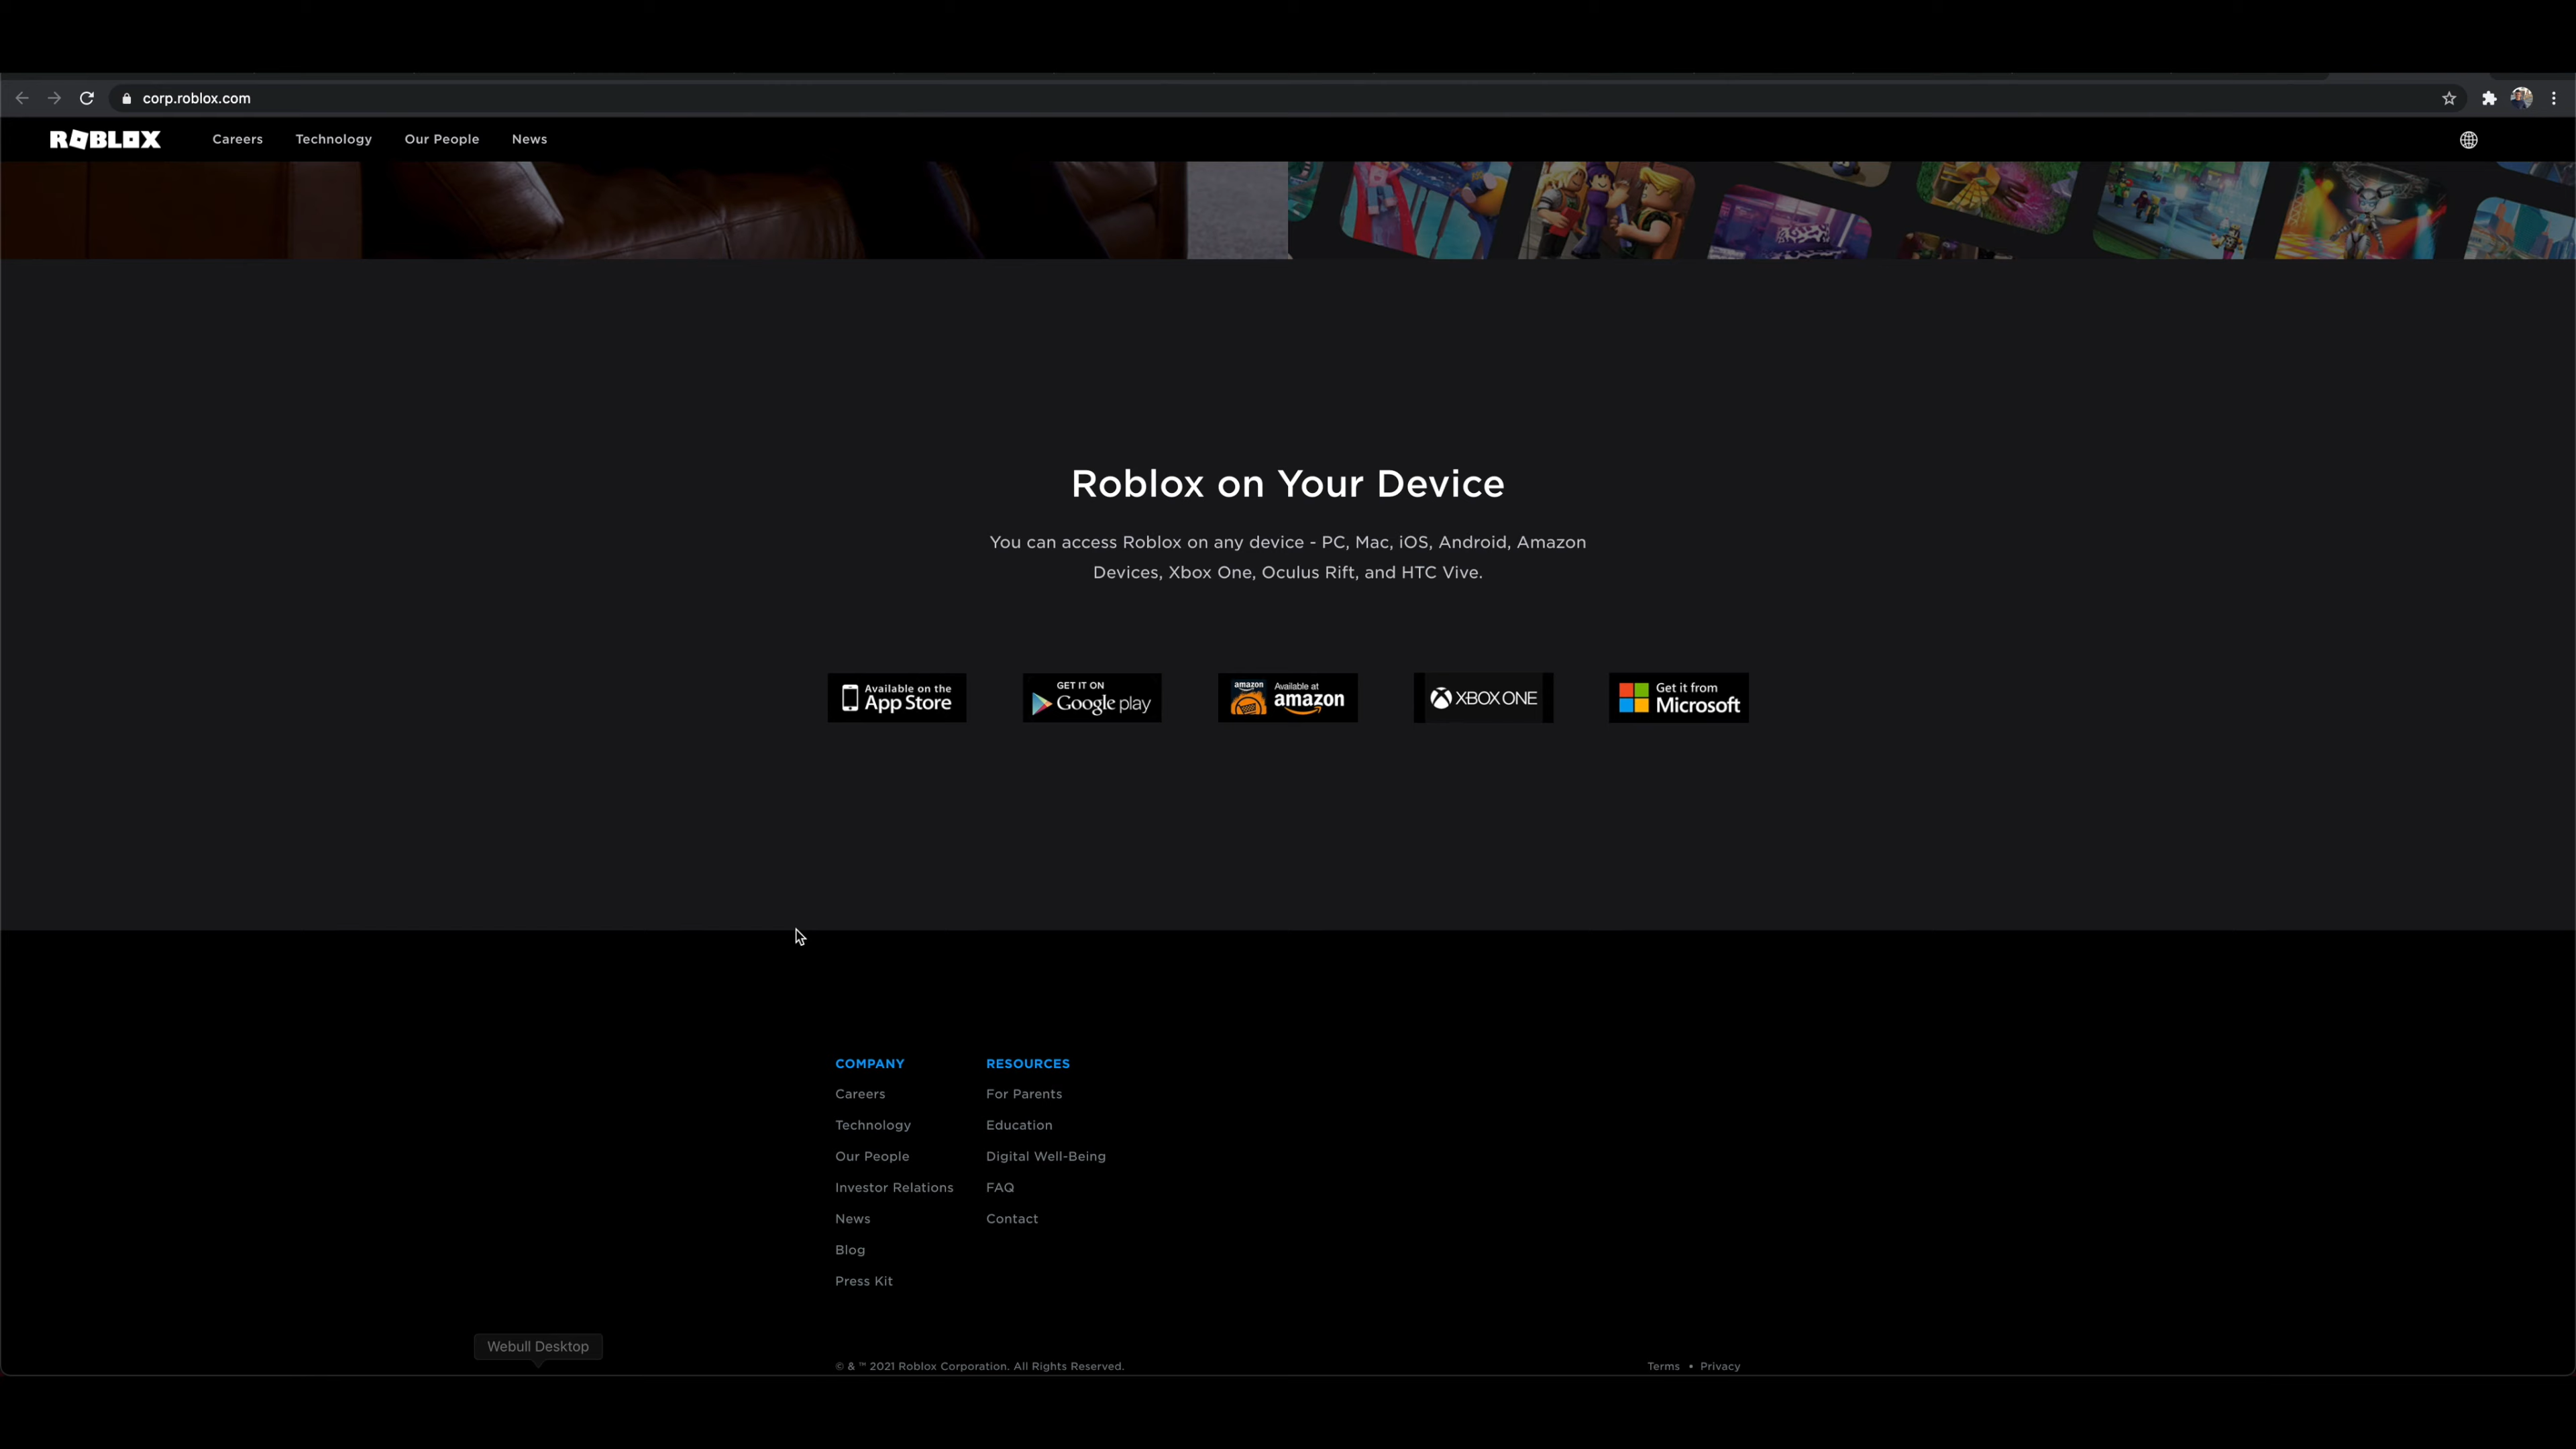 corp.roblox.com
ROBLOX
Careers
Technology
Our People
News
Roblox on Your Device
You can access Roblox on any device - PC, Mac, iOS, Android, Amazon
Devices, Xbox One, Oculus Rift, and HTC Vive.
Available on the
App Store
GET IT ON
Google play
amazon
Available at
amazon
XBOX ONE
Get it from
Microsoft
COMPANY
Careers
Technology
Our People
Investor Relations
News
Blog
Press Kit
RESOURCES
For Parents
Education
Digital Well-Being
FAQ
Contact
Webull Desktop
© & ™ 2021 Roblox Corporation. All Rights Reserved.
Terms • Privacy